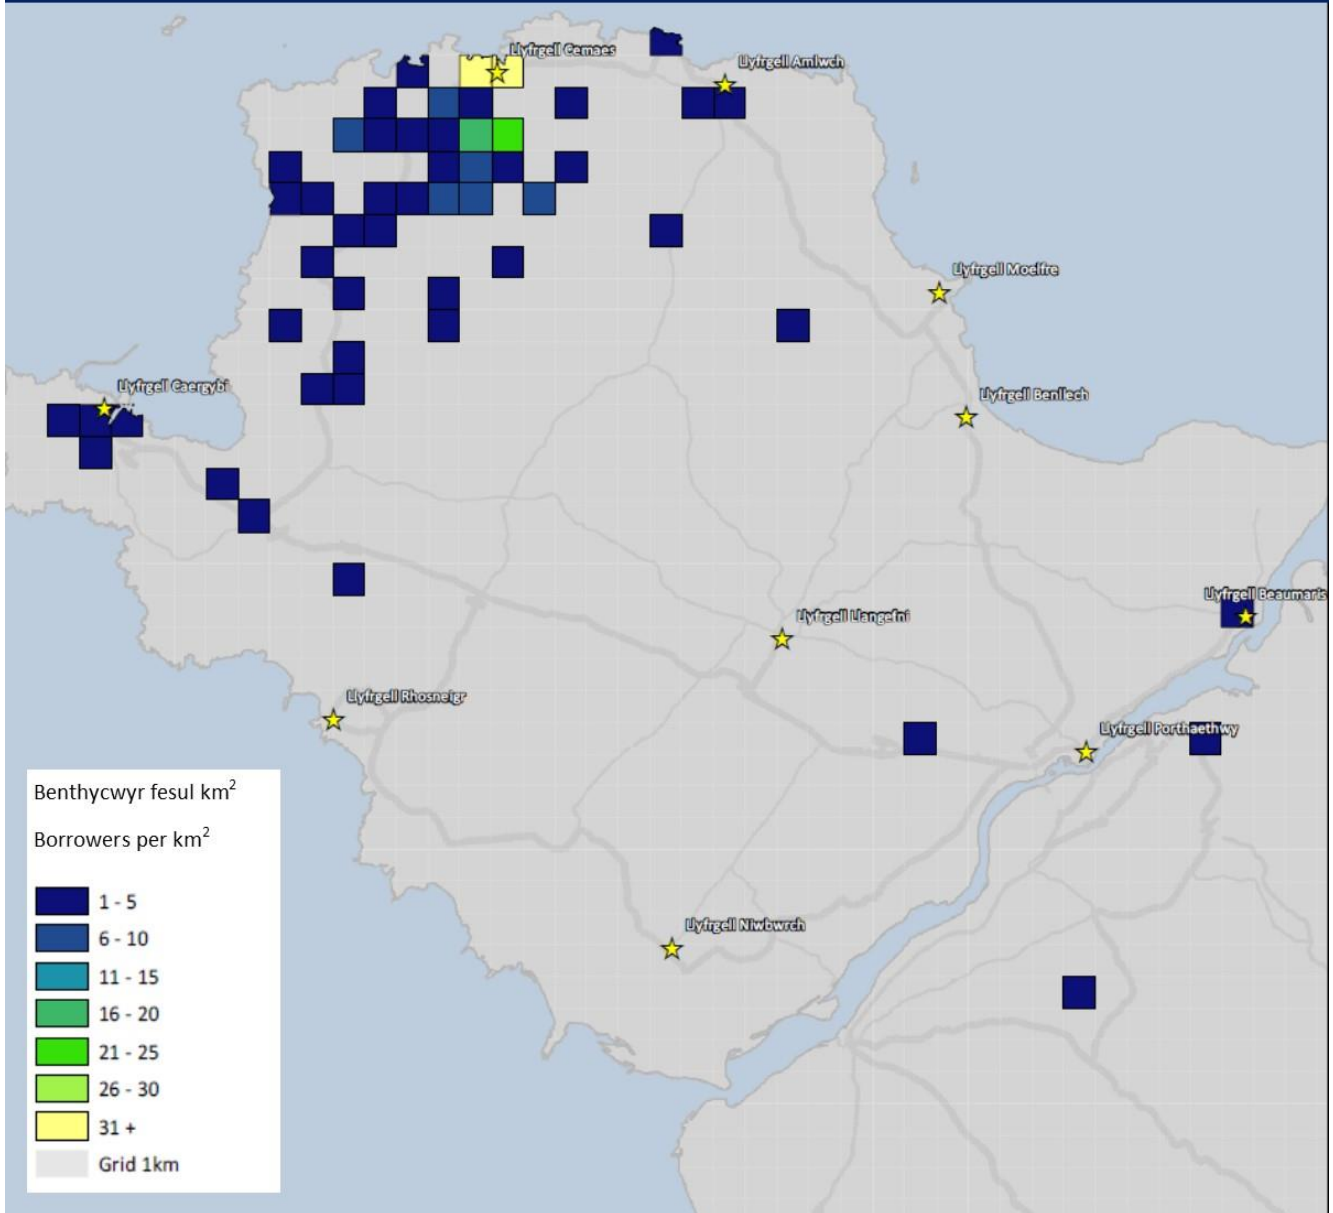 Llyfrgell Cemaes
Llyfrgell Amlwch
Llyfrgell Moelfre
Llyfrgell Caergybi
Llyfrgell Benllech
Llyfrgell Beaumaris
Llyfrgell Llangefni
Llyfrgell Rhosneigr
Llyfrgell Porthaethwy
Llyfrgell Niwbwrch
Benthycwyr fesul km²
Borrowers per km²
1 - 5
6 - 10
11 - 15
16 - 20
21 - 25
26 - 30
31 +
Grid 1km